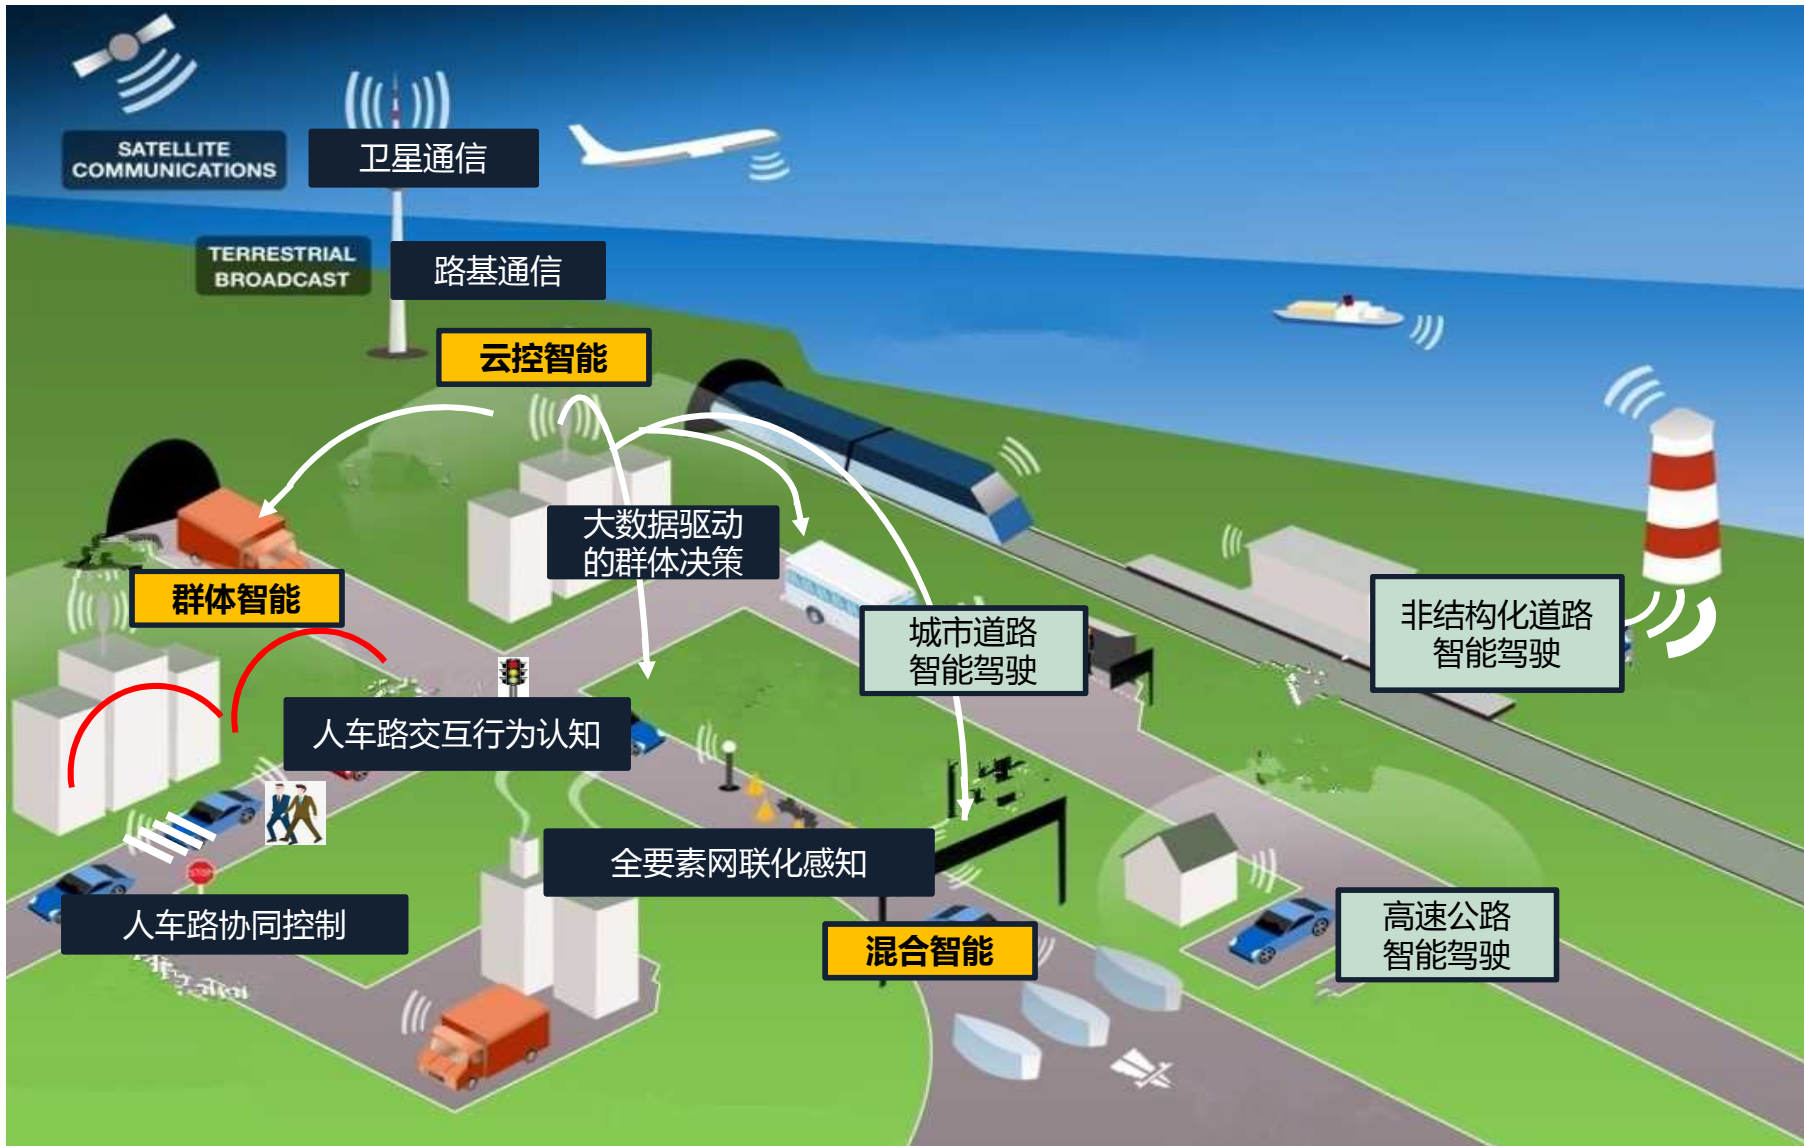 SATELLITE
COMMUNICATIONS
卫星通信
TERRESTRIAL
BROADCAST
路基通信
云控智能
大数据驱动
的群体决策
群体智能
城市道路
智能驾驶
非结构化道路
智能驾驶
人车路交互行为认知
全要素网联化感知
STOP
人车路协同控制
混合智能
高速公路
智能驾驶